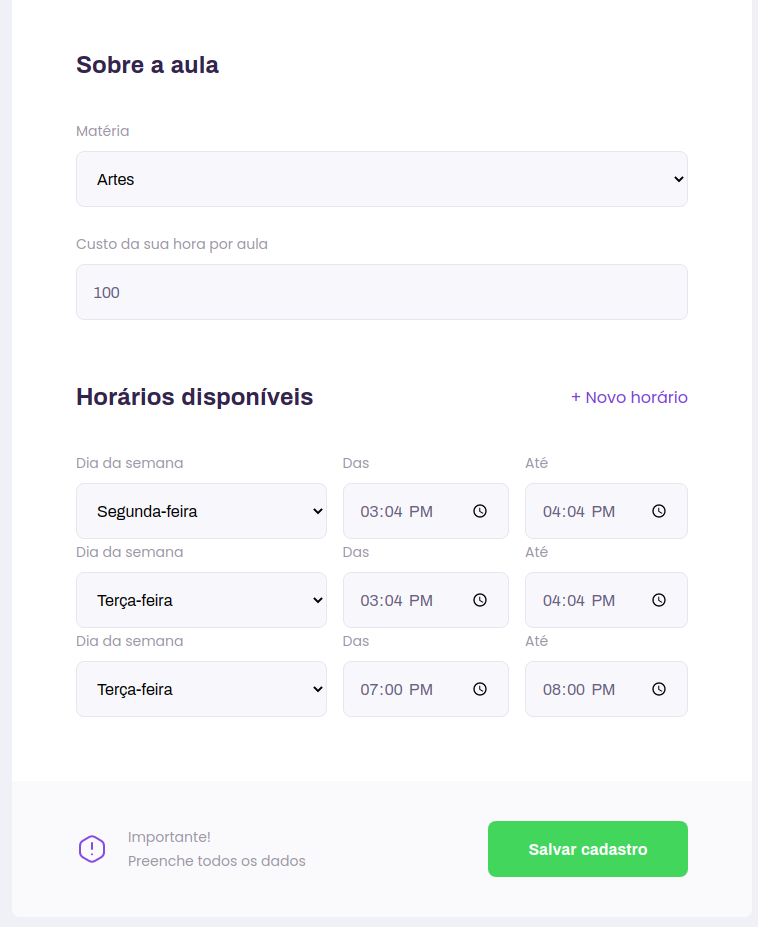 Sobre a aula
Matéria
Artes
Custo da sua hora por aula
100
Horários disponíveis + Novo horário
Dia da semana Das Até
Segunda-feira 03:04 PM 04:04 PM
Dia da semana Das Até
Terça-feira 03:04 PM 04:04 PM
Dia da semana Das Até
Terça-feira 07:00 PM 08:00 PM
Importante!
Preenche todos os dados
Salvar cadastro